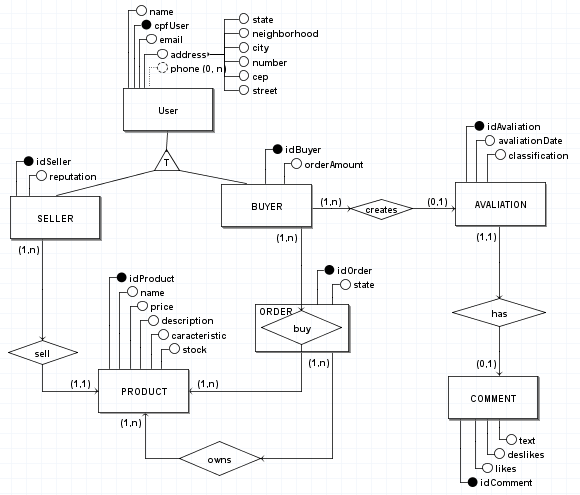 name
cpfUser
email
address
phone (0, n)
state
neighborhood
city
number
cep
street
User
T
idSeller
reputation
SELLER
(1,n)
idBuyer
orderAmount
BUYER
(1,n)
creates
(0,1)
idAvaliation
avaliationDate
classification
AVALIATION
(1,n)
(1,1)
idOrder
state
ORDER
buy
(1,n)
has
idProduct
name
price
description
caracteristic
stock
sell
(1,1)
PRODUCT
(1,n)
(1,n)
owns
(0,1)
COMMENT
text
deslikes
likes
idComment